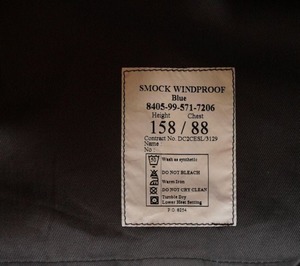 SMOCK WINDPROOF
Blue
8405-99-571-7206
Height Chest
158 / 88
Contract No. DC2CESL/3129
Name
No
Wash as synthetic
DO NOT BLEACH
Warm Iron
DO NOT DRY CLEAN
Tumble Dry
Lower Heat Setting